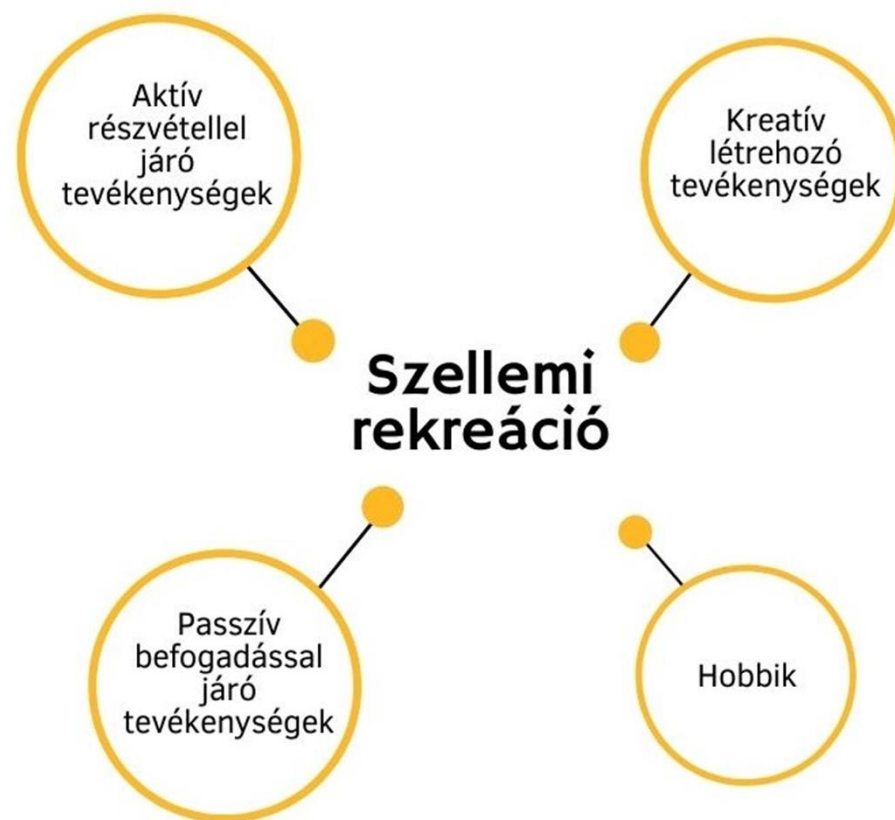 Aktív
részvétellel
járó
tevékenységek
Kreatív
létrehozó
tevékenységek
Szellemi
rekreáció
Passzív
befogadással
járó
tevékenységek
Hobbik